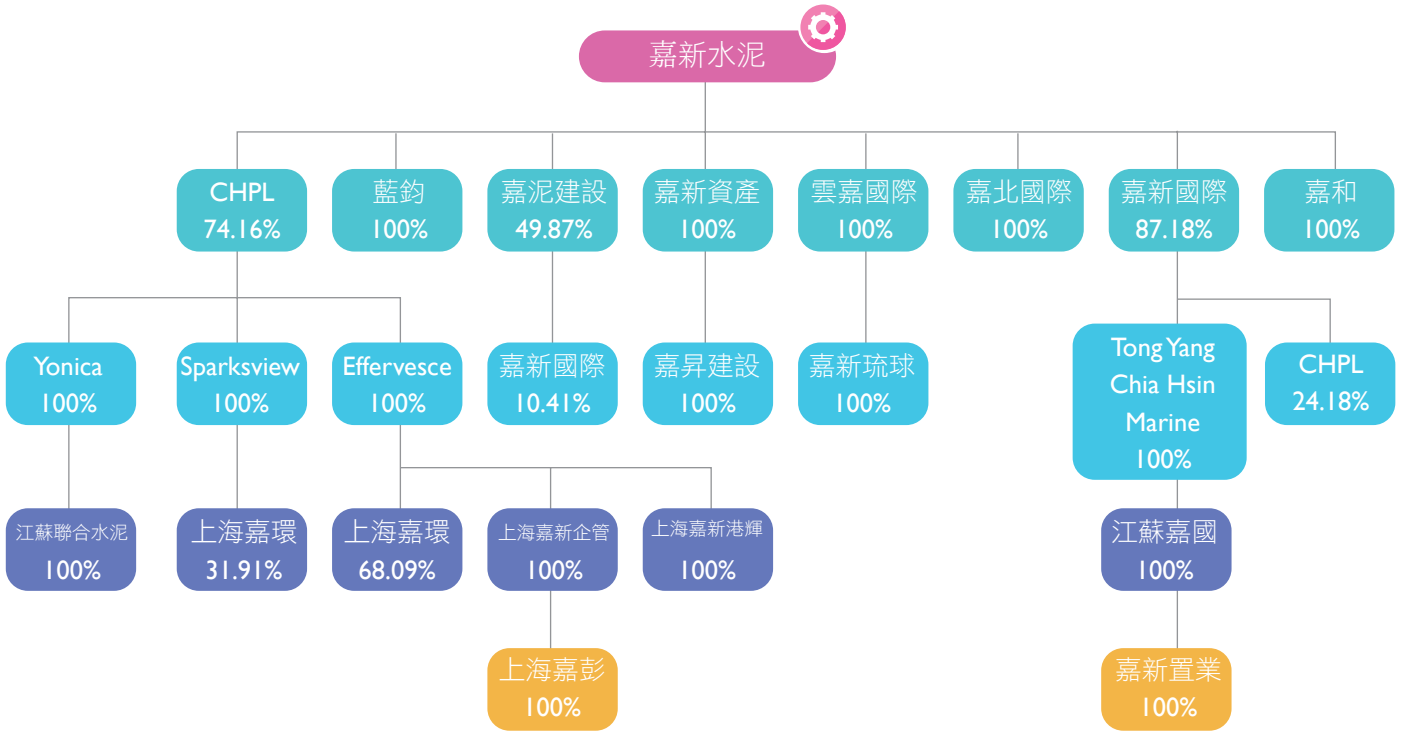 嘉新水泥
CHPL
74.16%
藍鈞
100%
嘉泥建設
49.87%
嘉新資產
100%
雲嘉國際
100%
嘉北國際
100%
嘉新國際
87.18%
嘉和
100%
Yonica
100%
Sparksview
100%
Effervesce
100%
嘉新國際
10.41%
嘉昇建設
100%
嘉新琉球
100%
Tong Yang
Chia Hsin
Marine
100%
CHPL
24.18%
江蘇聯合水泥
100%
上海嘉環
31.91%
上海嘉環
68.09%
上海嘉新企管
100%
上海嘉新港輝
100%
江蘇嘉國
100%
上海嘉彭
100%
嘉新置業
100%